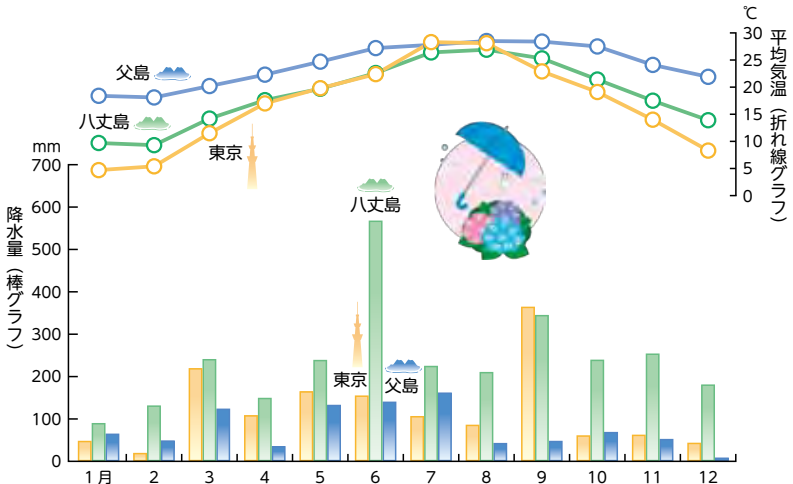 ℃
30
25
20
15
10
5
0
平均気温（折れ線グラフ）
父島
八丈島
東京
mm
700
600
500
400
300
200
100
0
降水量（棒グラフ）
八丈島
東京
父島
1月 2 3 4 5 6 7 8 9 10 11 12